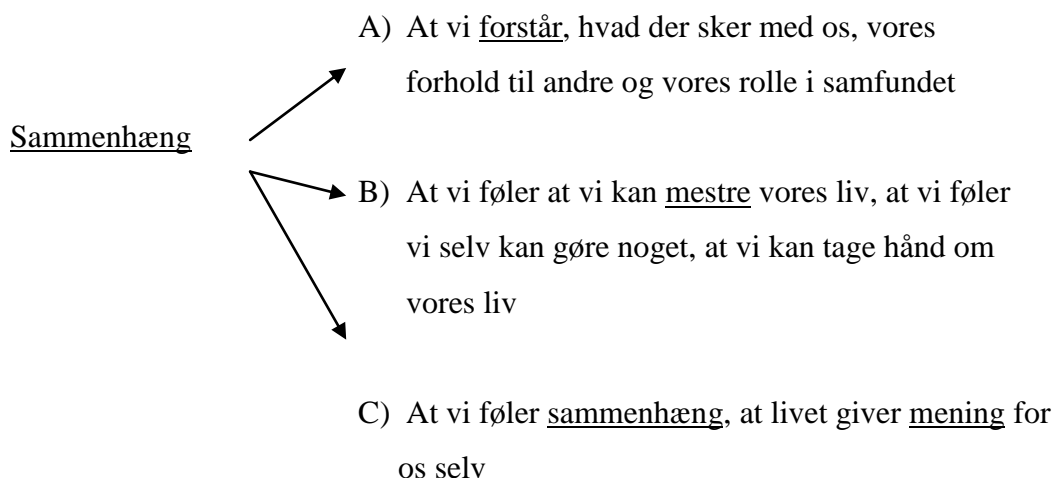 A) At vi forstår, hvad der sker med os, vores
forhold til andre og vores rolle i samfundet
Sammenhæng
B) At vi føler at vi kan mestre vores liv, at vi føler
vi selv kan gøre noget, at vi kan tage hånd om
vores liv
C) At vi føler sammenhæng, at livet giver mening for
os selv